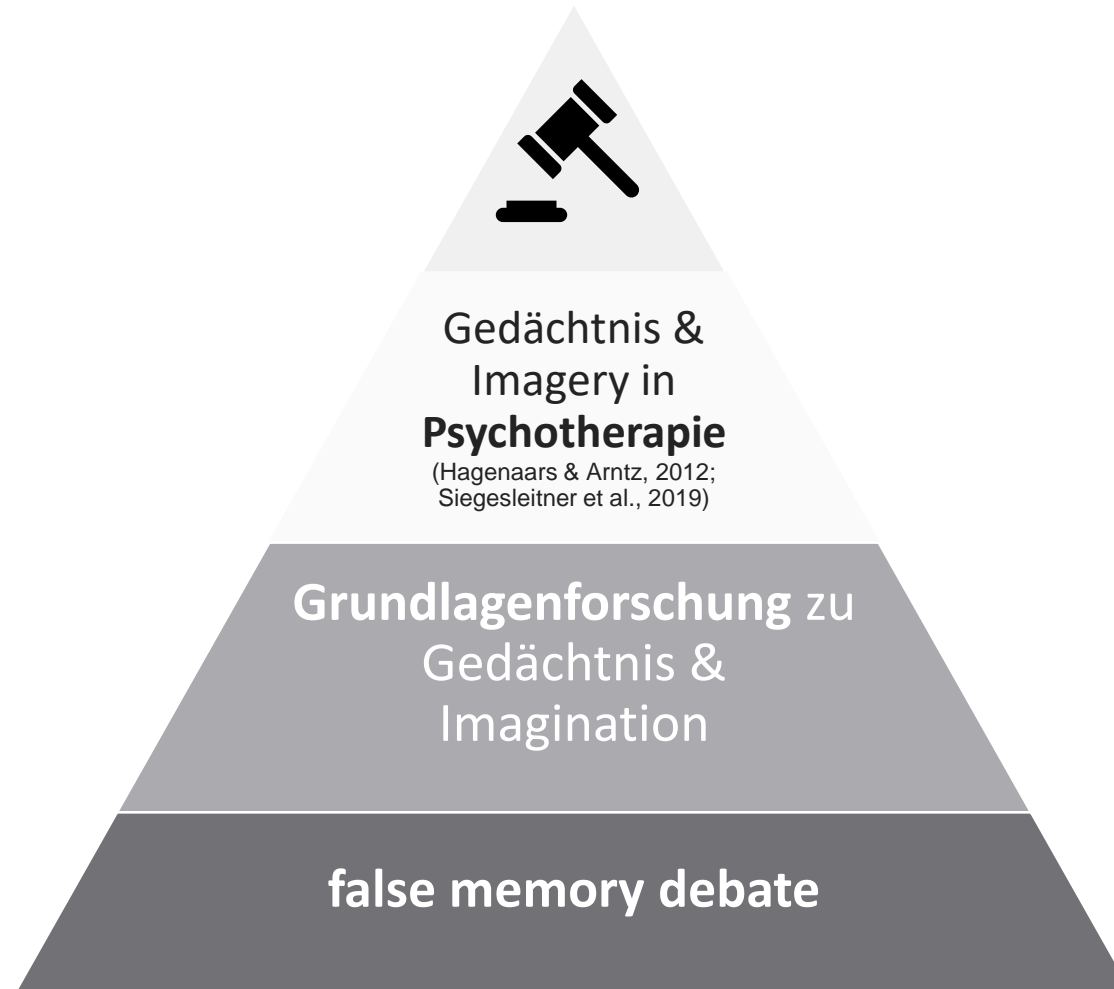 Gedächtnis &
Imagery in
Psychotherapie
(Hagenaars & Arntz, 2012;
Siegesleitner et al., 2019)
Grundlagenforschung zu
Gedächtnis &
Imagination
false memory debate